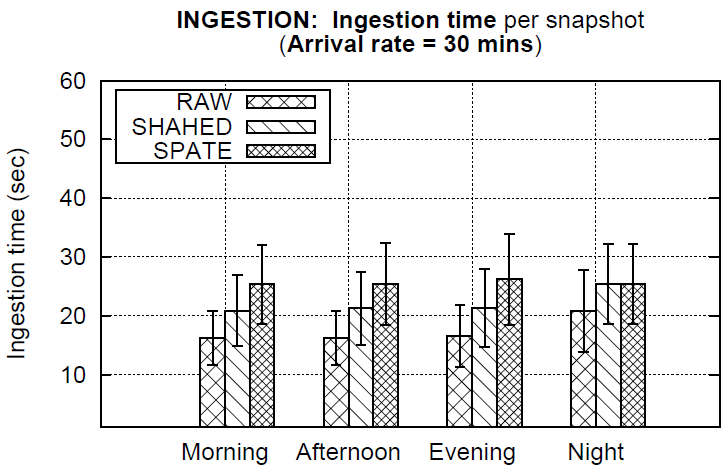 INGESTION: Ingestion time per snapshot
(Arrival rate = 30 mins)
Ingestion time (sec)
60
50
40
30
20
10
RAW
SHAHED
SPATE
Morning Afternoon Evening Night